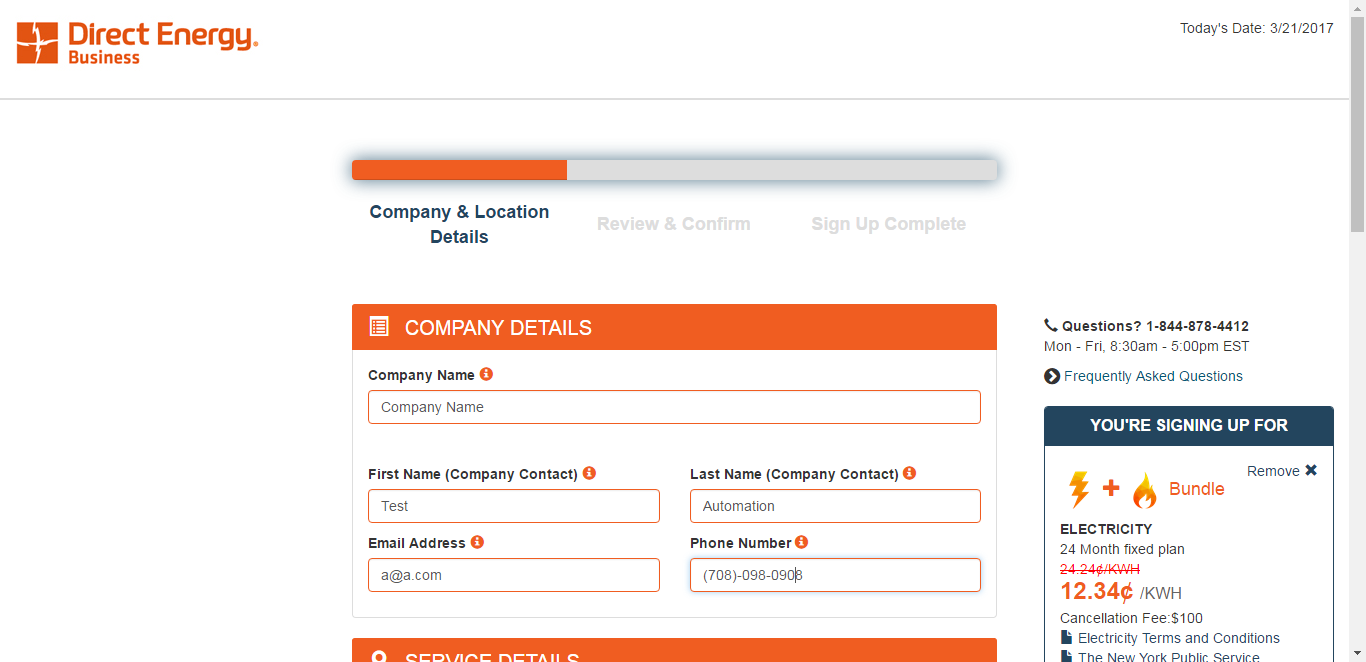 Direct Energy®
Business
Today's Date: 3/21/2017
Company & Location
Details
Review & Confirm
Sign Up Complete
COMPANY DETAILS
Company Name
Company Name
First Name (Company Contact)
Last Name (Company Contact)
Test
Automation
Email Address
Phone Number
a@a.com
(708)-098-0908
SERVICE DETAILS
Questions? 1-844-878-4412
Mon - Fri, 8:30am - 5:00pm EST
Frequently Asked Questions
YOU'RE SIGNING UP FOR
Remove
Bundle
ELECTRICITY
24 Month fixed plan
24.24¢/KWH
12.34¢ /KWH
Cancellation Fee:$100
Electricity Terms and Conditions
The New York Public Service